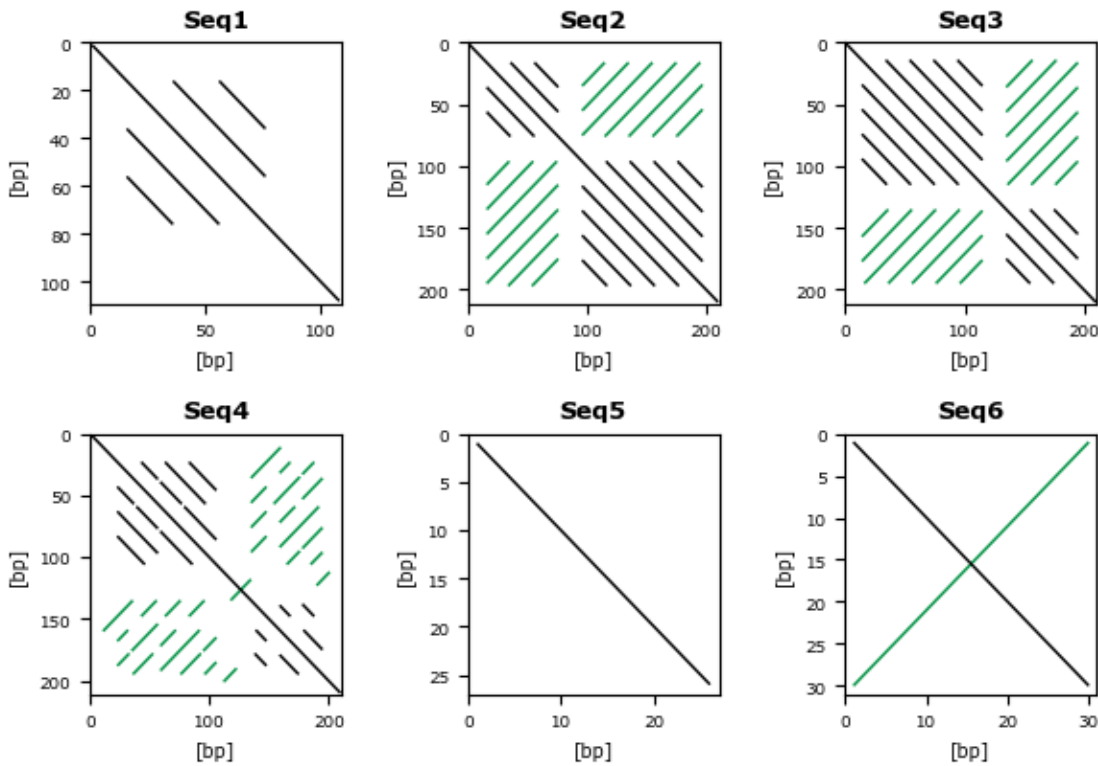 Seq1 Seq2 Seq3
0 0 0
20 50 50
40 100 100
60 150 150
80 200 200
100
[bp] [bp] [bp]
0 50 100 0 100 200 0 100 200
[bp] [bp] [bp]
Seq4 Seq5 Seq6
0 0 0
50 5 5
100 10 10
150 15 15
200 20 20
25 25
30
[bp] [bp] [bp]
0 100 200 0 10 20 0 10 20 30
[bp] [bp] [bp]